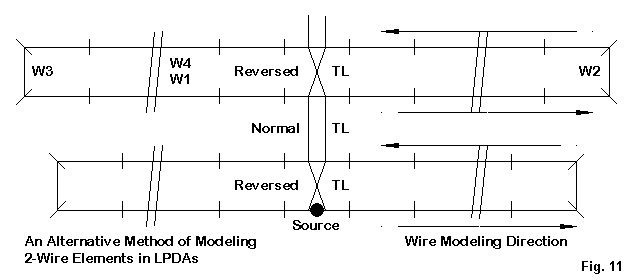 W3
W4
W1
Reversed TL
W2
Normal TL
Reversed TL
Source
An Alternative Method of Modeling
2-Wire Elements in LPDAs
Wire Modeling Direction
Fig. 11